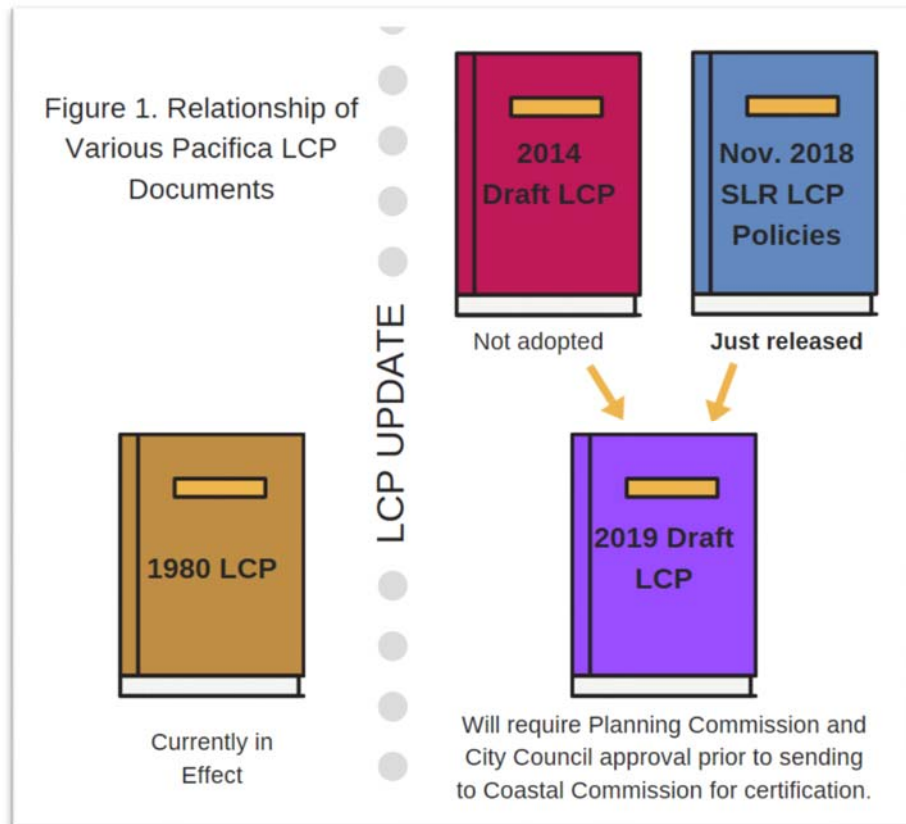 Figure 1. Relationship of
Various Pacifica LCP
Documents
LCP UPDATE
1980 LCP
Currently in
Effect
2014
Draft LCP
Not adopted
Nov. 2018
SLR LCP
Policies
Just released
2019 Draft
LCP
Will require Planning Commission and
City Council approval prior to sending
to Coastal Commission for certification.